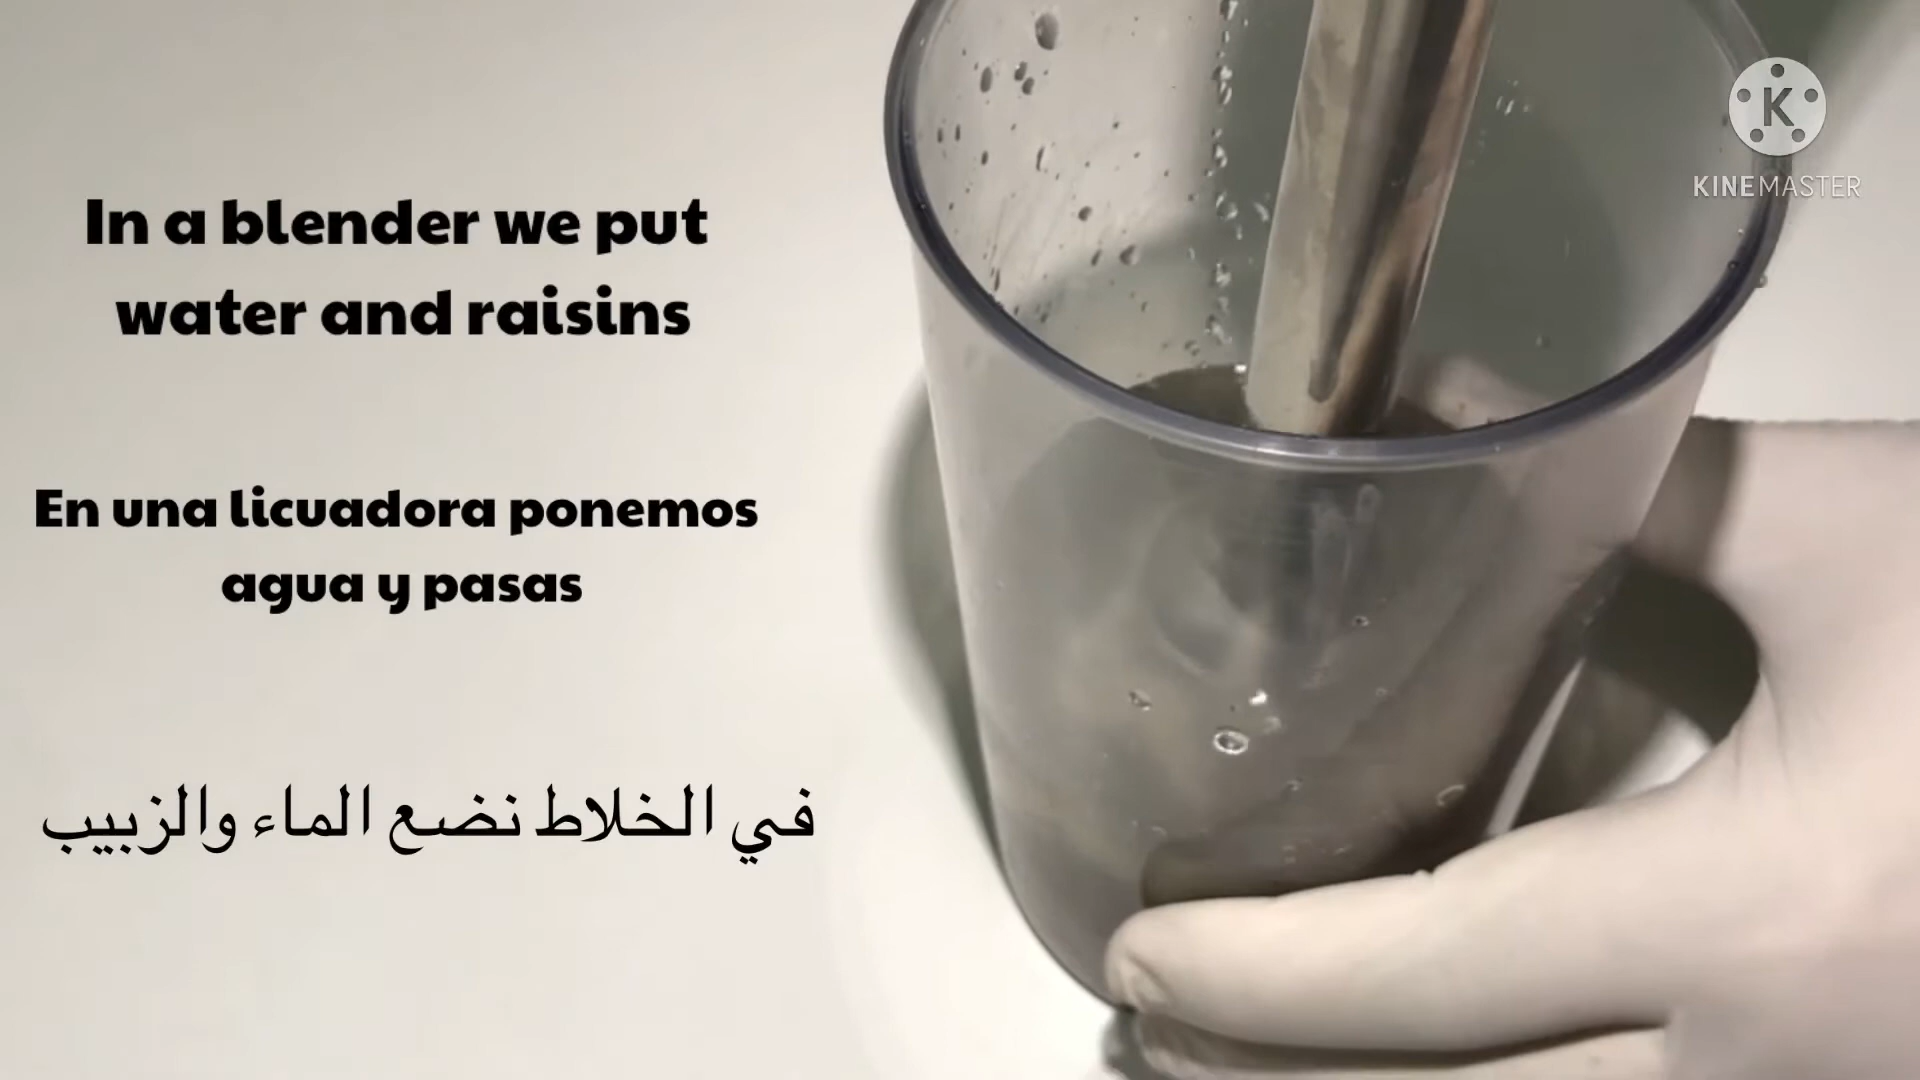 In a blender we put
water and raisins
En una licuadora ponemos
agua y pasas
في الخلاط نضع الماء والزبيب
K
KINEMASTER